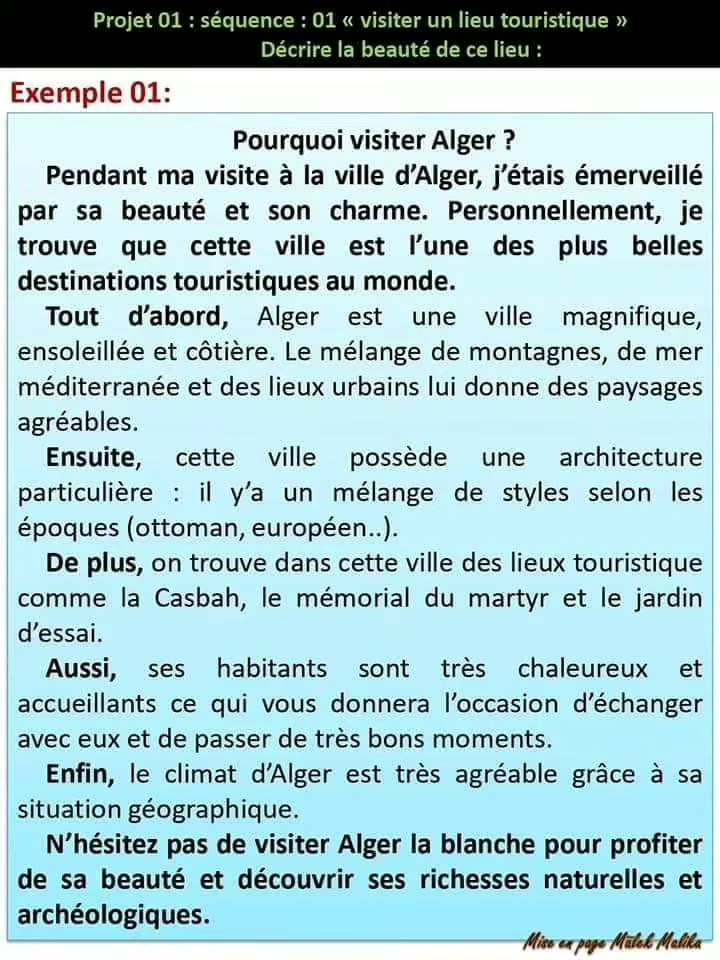 Projet 01 : séquence : 01 « visiter un lieu touristique »
Décrire la beauté de ce lieu :
Exemple 01:
Pourquoi visiter Alger ?
Pendant ma visite à la ville d’Alger, j’étais émerveillé
par sa beauté et son charme. Personnellement, je
trouve que cette ville est l’une des plus belles
destinations touristiques au monde.
Tout d’abord, Alger est une ville magnifique,
ensoleillée et côtière. Le mélange de montagnes, de mer
méditerranée et des lieux urbains lui donne des paysages
agréables.
Ensuite, cette ville possède une architecture
particulière : il y’a un mélange de styles selon les
époques (ottoman, européen..).
De plus, on trouve dans cette ville des lieux touristique
comme la Casbah, le mémorial du martyr et le jardin
d’essai.
Aussi, ses habitants sont très chaleureux et
accueillants ce qui vous donnera l’occasion d’échanger
avec eux et de passer de très bons moments.
Enfin, le climat d’Alger est très agréable grâce à sa
situation géographique.
N’hésitez pas de visiter Alger la blanche pour profiter
de sa beauté et découvrir ses richesses naturelles et
archéologiques.
Mise en page Malek Malika